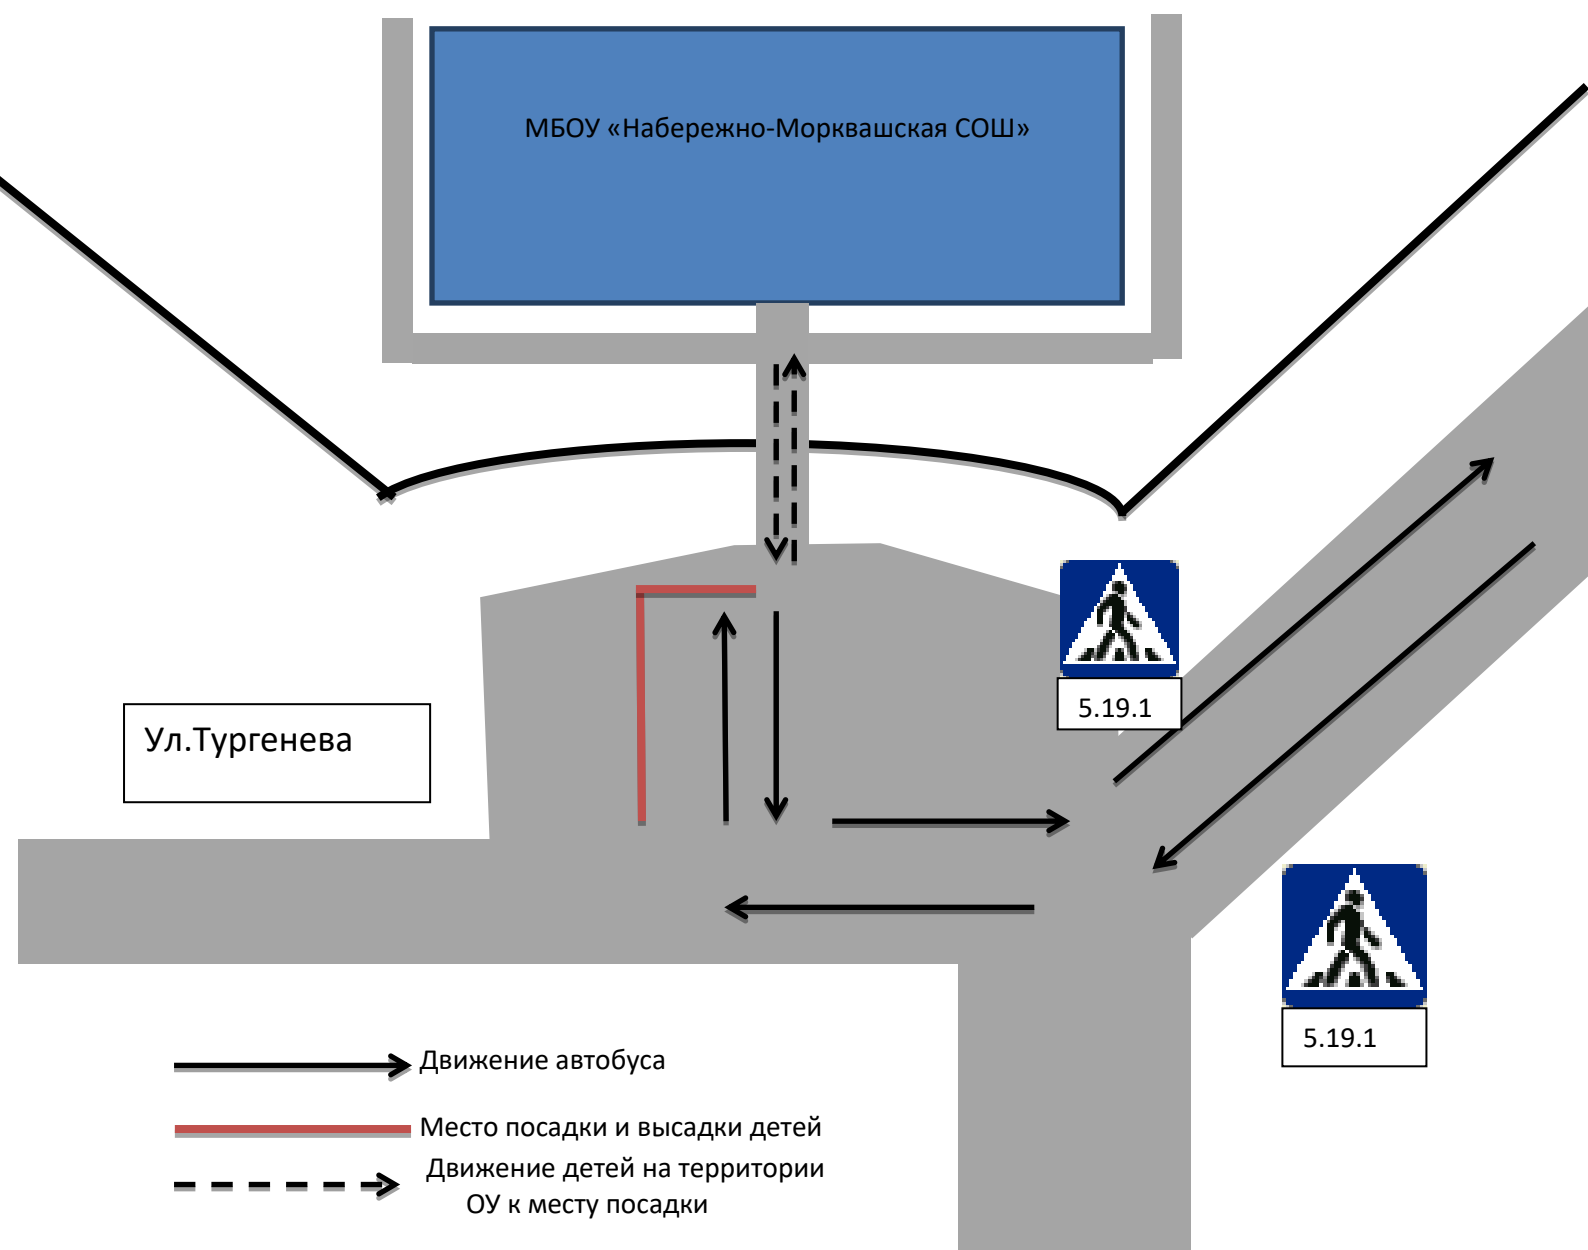 МБОУ «Набережно-Моркващская СОШ»
5.19.1
Ул.Тургенева
5.19.1
Движение автобуса
Место посадки и высадки детей
Движение детей на территории
ОУ к месту посадки